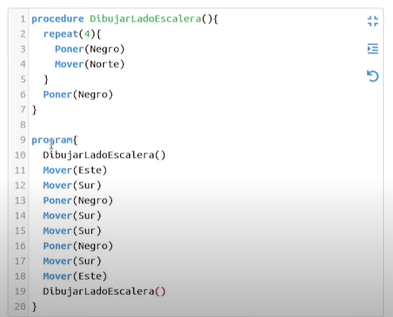 1 procedure DibujarLadoEscalera(){
2 repeat(4){
3 Poner(Negro)
4 Mover(Norte)
5 }
6 Poner(Negro)
7 }
8
9 program{
10 DibujarLadoEscalera()
11 Mover(Este)
12 Mover(Sur)
13 Poner(Negro)
14 Mover(Sur)
15 Mover(Sur)
16 Poner(Negro)
17 Mover(Sur)
18 Mover(Este)
19 DibujarLadoEscalera()
20 }